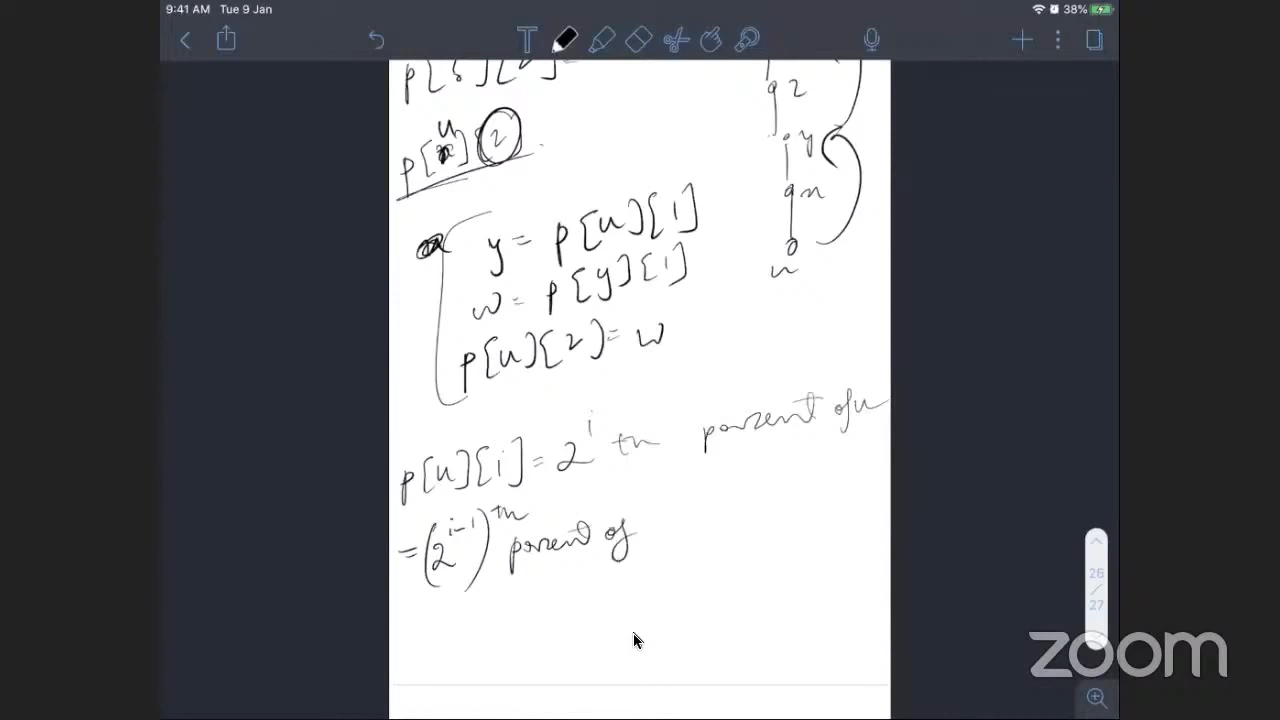 9:41 AM Tue 9 Jan
38%
T
p[u][2]
y = p[u][1]
w = p[y][1]
p[u][2] = w
z
y
x
u
p[u][i] = 2^i th parent of u
= (2^{i-1})^{th} parent of
26
/
27
zoom